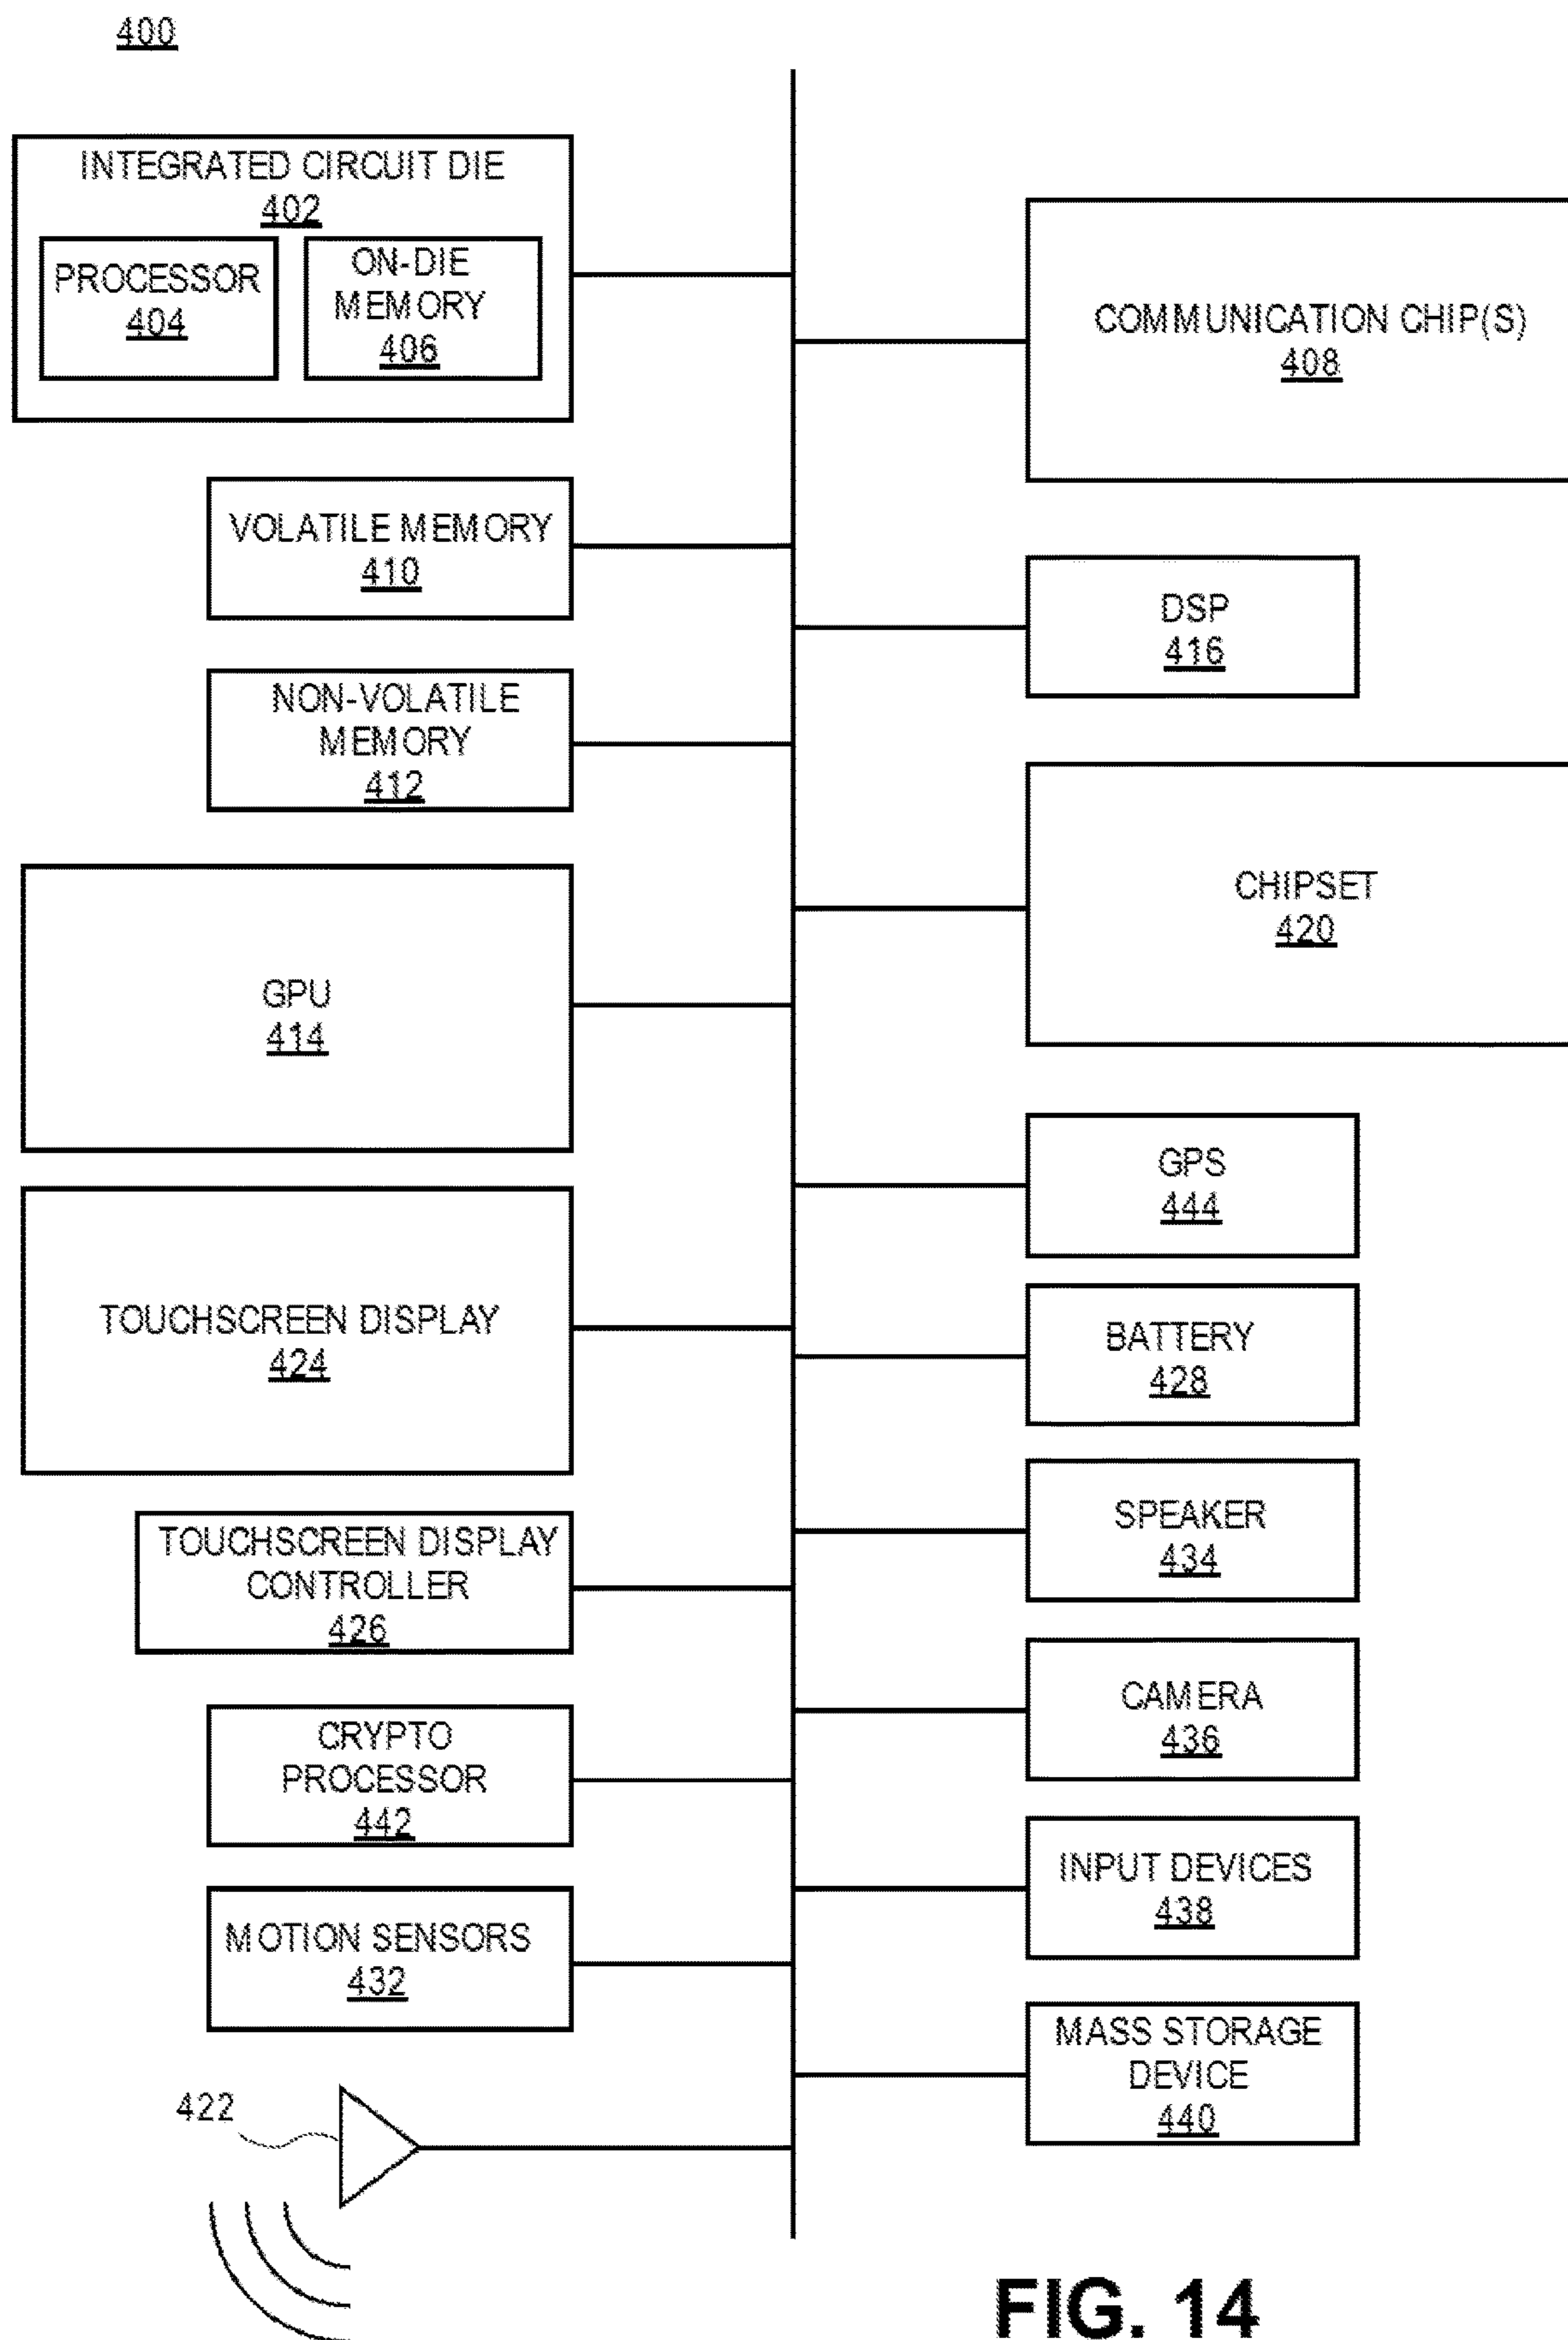 400
INTEGRATED CIRCUIT DIE
402
PROCESSOR
404
ON-DIE
MEMORY
406
VOLATILE MEMORY
410
NON-VOLATILE
MEMORY
412
GPU
414
TOUCHSCREEN DISPLAY
424
TOUCHSCREEN DISPLAY
CONTROLLER
426
CRYPTO
PROCESSOR
442
MOTION SENSORS
432
422
COMMUNICATION CHIP(S)
408
DSP
416
CHIPSET
420
GPS
444
BATTERY
428
SPEAKER
434
CAMERA
436
INPUT DEVICES
438
MASS STORAGE
DEVICE
440
FIG. 14